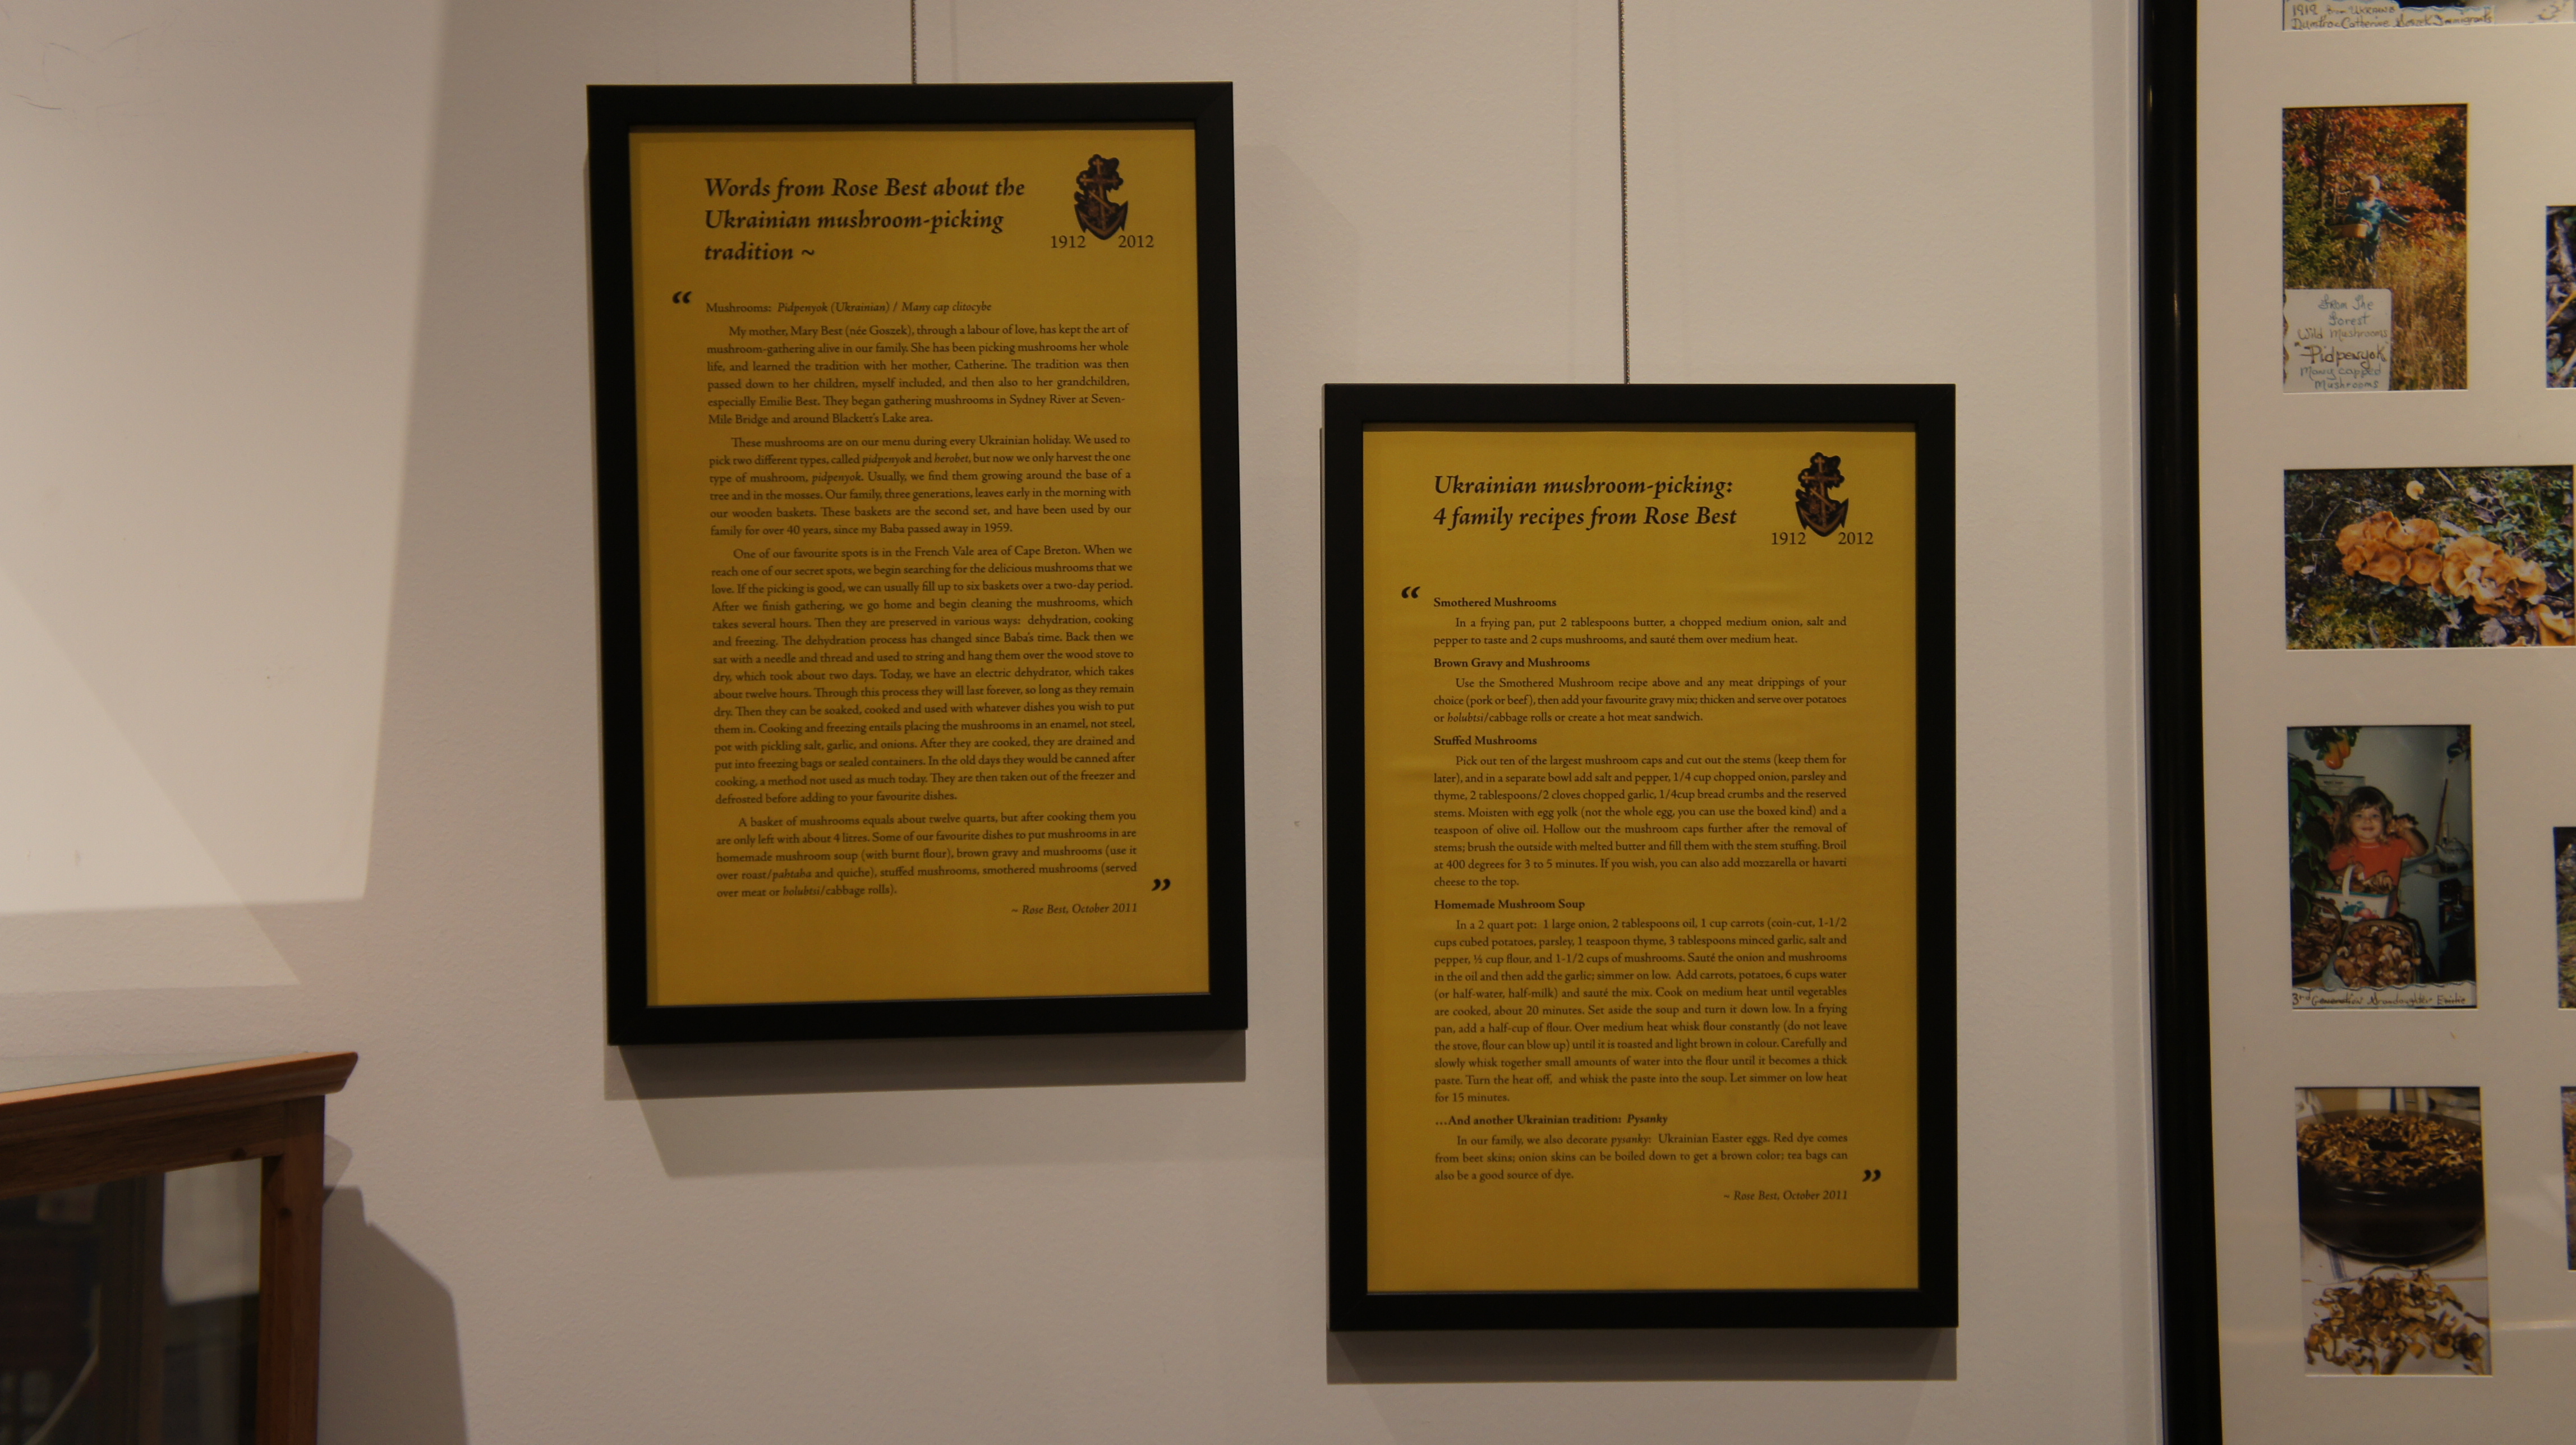 Words from Rose Best about the
Ukrainian mushroom-picking
tradition ~
1912 2012
“
Mushrooms: Pidpenyok (Ukrainian) / Many cap clitocybe
My mother, Mary Best (née Goszek), through a labour of love, has kept the art of
mushroom-gathering alive in our family. She has been picking mushrooms her whole
life, and learned the tradition with her mother, Catherine. The tradition was then
passed down to her children, myself included, and then also to her grandchildren,
especially Emilie Best. They began gathering mushrooms in Sydney River at Seven-
Mile Bridge and around Blackett's Lake area.
These mushrooms are on our menu during every Ukrainian holiday. We used to
pick two different types, called pidpenyok and herobet, but now we only harvest the one
type of mushroom, pidpenyok. Usually, we find them growing around the base of a
tree and in the mosses. Our family, three generations, leaves early in the morning with
our wooden baskets. These baskets are the second set, and have been used by our
family for over 40 years, since my Baba passed away in 1959.
One of our favourite spots is in the French Vale area of Cape Breton. When we
reach one of our secret spots, we begin searching for the delicious mushrooms that we
love. If the picking is good, we can usually fill up to six baskets over a two-day period.
After we finish gathering, we go home and begin cleaning the mushrooms, which
takes several hours. Then they are preserved in various ways: dehydration, cooking
and freezing. The dehydration process has changed since Baba's time. Back then we
sat with a needle and thread and used to string and hang them over the wood stove to
dry, which took about two days. Today, we have an electric dehydrator, which takes
about twelve hours. Through this process they will last forever, so long as they remain
dry. Then they can be soaked, cooked and used with whatever dishes you wish to put
them in. Cooking and freezing entails placing the mushrooms in an enamel, not steel,
pot with pickling salt, garlic, and onions. After they are cooked, they are drained and
put into freezing bags or sealed containers. In the old days they would be canned after
cooking, a method not used as much today. They are then taken out of the freezer and
defrosted before adding to your favourite dishes.
A basket of mushrooms equals about twelve quarts, but after cooking them you
are only left with about 4 litres. Some of our favourite dishes to put mushrooms in are
homemade mushroom soup (with burnt flour), brown gravy and mushrooms (use it
over roast/pahtaha and quiche), stuffed mushrooms, smothered mushrooms (served
over meat or holubtsi/cabbage rolls).
”
~ Rose Best, October 2011
Ukrainian mushroom-picking:
4 family recipes from Rose Best
1912 2012
“
Smothered Mushrooms
In a frying pan, put 2 tablespoons butter, a chopped medium onion, salt and
pepper to taste and 2 cups mushrooms, and sauté them over medium heat.
Brown Gravy and Mushrooms
Use the Smothered Mushroom recipe above and any meat drippings of your
choice (pork or beef), then add your favourite gravy mix; thicken and serve over potatoes
or holubtsi/cabbage rolls or create a hot meat sandwich.
Stuffed Mushrooms
Pick out ten of the largest mushroom caps and cut out the stems (keep them for
later), and in a separate bowl add salt and pepper, 1/4 cup chopped onion, parsley and
thyme, 2 tablespoons/2 cloves chopped garlic, 1/4cup bread crumbs and the reserved
stems. Moisten with egg yolk (not the whole egg, you can use the boxed kind) and a
teaspoon of olive oil. Hollow out the mushroom caps further after the removal of
stems; brush the outside with melted butter and fill them with the stem stuffing. Broil
at 400 degrees for 3 to 5 minutes. If you wish, you can also add mozzarella or havarti
cheese to the top.
Homemade Mushroom Soup
In a 2 quart pot: 1 large onion, 2 tablespoons oil, 1 cup carrots (coin-cut, 1-1/2
cups cubed potatoes, parsley, 1 teaspoon thyme, 3 tablespoons minced garlic, salt and
pepper, ½ cup flour, and 1-1/2 cups of mushrooms. Sauté the onion and mushrooms
in the oil and then add the garlic; simmer on low. Add carrots, potatoes, 6 cups water
(or half-water, half-milk) and sauté the mix. Cook on medium heat until vegetables
are cooked, about 20 minutes. Set aside the soup and turn it down low. In a frying
pan, add a half-cup of flour. Over medium heat whisk flour constantly (do not leave
the stove, flour can blow up) until it is toasted and light brown in colour. Carefully and
slowly whisk together small amounts of water into the flour until it becomes a thick
paste. Turn the heat off, and whisk the paste into the soup. Let simmer on low heat
for 15 minutes.
...And another Ukrainian tradition: Pysanky
In our family, we also decorate pysanky: Ukrainian Easter eggs. Red dye comes
from beet skins; onion skins can be boiled down to get a brown color; tea bags can
also be a good source of dye.
”
~ Rose Best, October 2011
1912 from Ukraine
Catherine Immigrants
from The
Forest
Wild Mushrooms
"Pidpenyok
Many capped
Mushrooms
3rd Generation Grandaughter Emilie